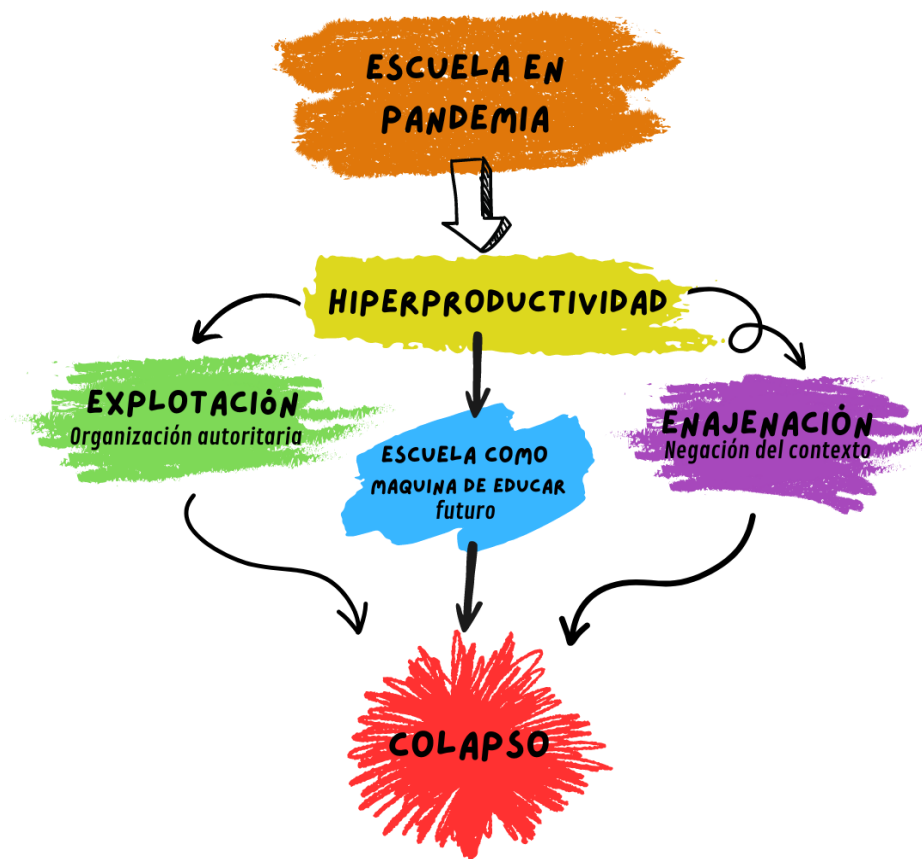 ESCUELA EN
PANDEMIA
HIPERPRODUCTIVIDAD
EXPLOTACIÓN
Organización autoritaria
ESCUELA COMO
MAQUINA DE EDUCAR
futuro
ENAJENACIÓN
Negación del contexto
COLAPSO